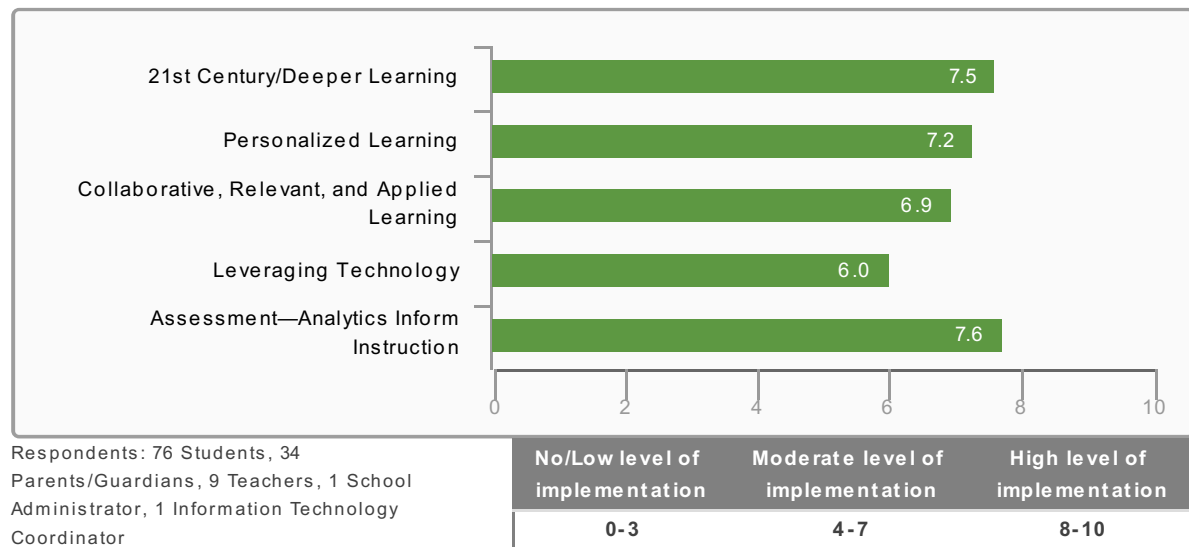 21st Century/Deeper Learning
7.5
Personalized Learning
7.2
Collaborative, Relevant, and Applied
Learning
6.9
Leveraging Technology
6.0
Assessment—Analytics Inform
Instruction
7.6
0 2 4 6 8 10
Respondents: 76 Students, 34
Parents/Guardians, 9 Teachers, 1 School
Administrator, 1 Information Technology
Coordinator
No/Low level of
implementation
Moderate level of
implementation
High level of
implementation
0-3
4-7
8-10